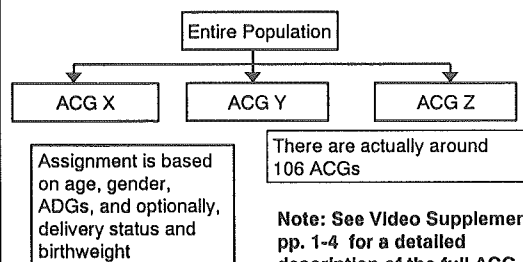 Entire Population
ACG X
ACG Y
ACG Z
Assignment is based
on age, gender,
ADGs, and optionally,
delivery status and
birthweight
There are actually around
106 ACGs
Note: See Video Supplemen
pp. 1-4 for a detailed
description of the full ACG